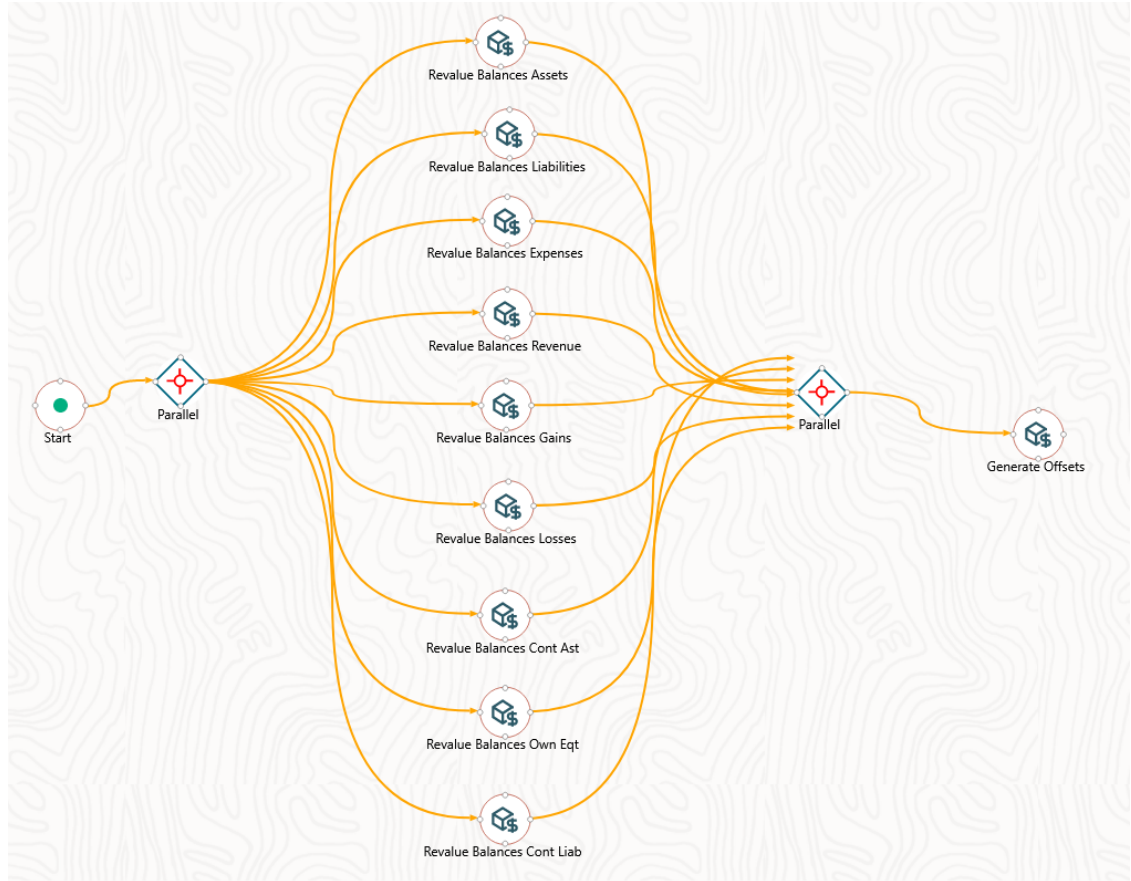 Revalue Balances Assets
Revalue Balances Liabilities
Revalue Balances Expenses
Revalue Balances Revenue
Start
Parallel
Revalue Balances Gains
Parallel
Generate Offsets
Revalue Balances Losses
Revalue Balances Cont Ast
Revalue Balances Own Eqt
Revalue Balances Cont Liab